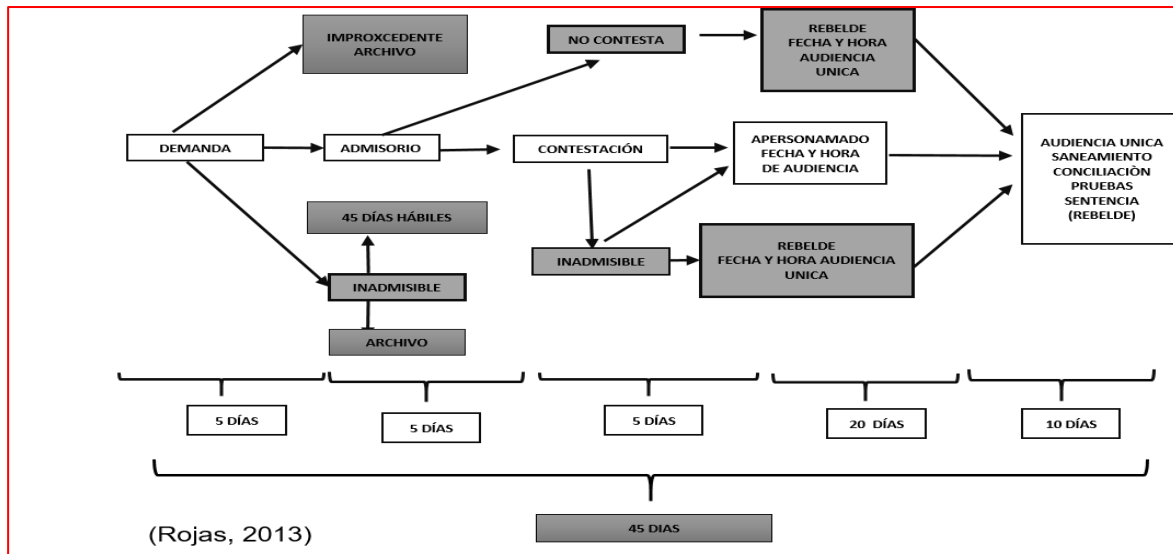 IMPROXCEDENTE
ARCHIVO
NO CONTESTA
REBELDE
FECHA Y HORA
AUDIENCIA
UNICA
DEMANDA
ADMISORIO
CONTESTACIÓN
APERSONAMADO
FECHA Y HORA
DE AUDIENCIA
AUDIENCIA UNICA
SANEAMIENTO
CONCILIACIÒN
PRUEBAS
SENTENCIA
(REBELDE)
45 DÍAS HÁBILES
INADMISIBLE
ARCHIVO
INADMISIBLE
REBELDE
FECHA Y HORA AUDIENCIA
UNICA
5 DÍAS
5 DÍAS
5 DÍAS
20 DÍAS
10 DÍAS
45 DIAS
(Rojas, 2013)